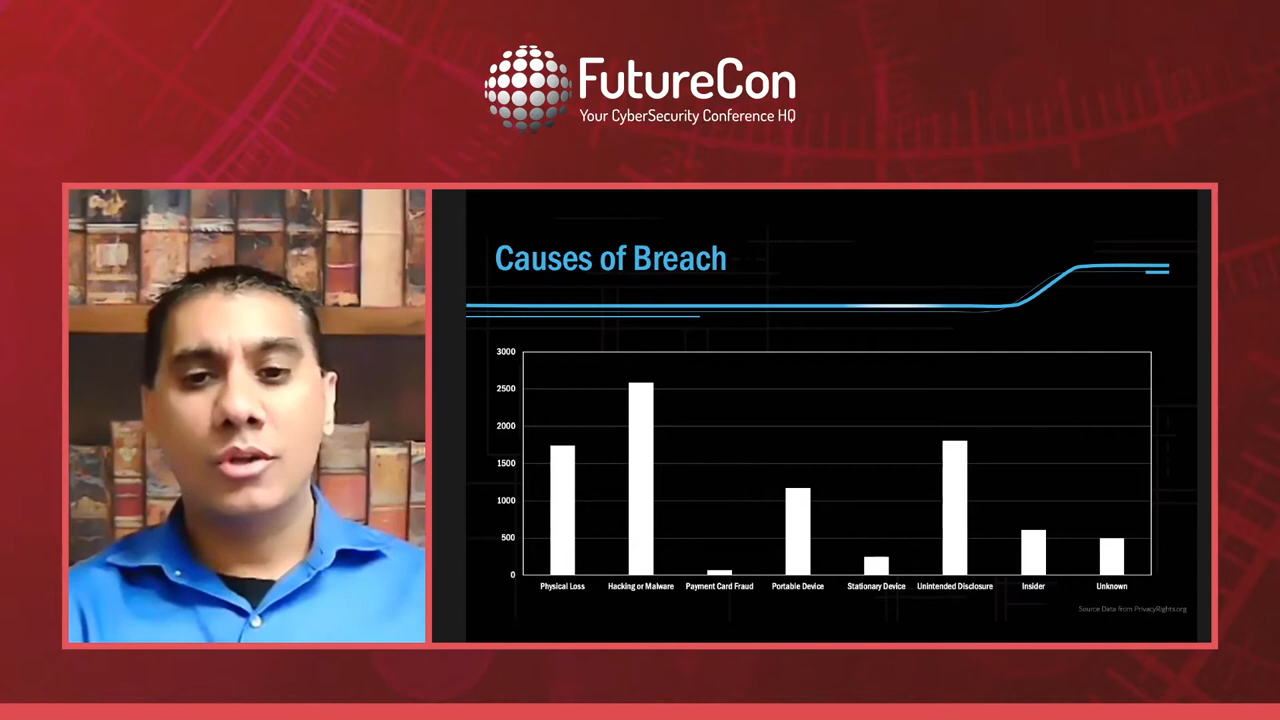 FutureCon
Your CyberSecurity Conference HQ
Causes of Breach
3000
2500
2000
1500
1000
500
0
Physical Loss
Hacking or Malware
Payment Card Fraud
Portable Device
Stationary Device
Unintended Disclosure
Insider
Unknown
Source Data from PrivacyRights.org